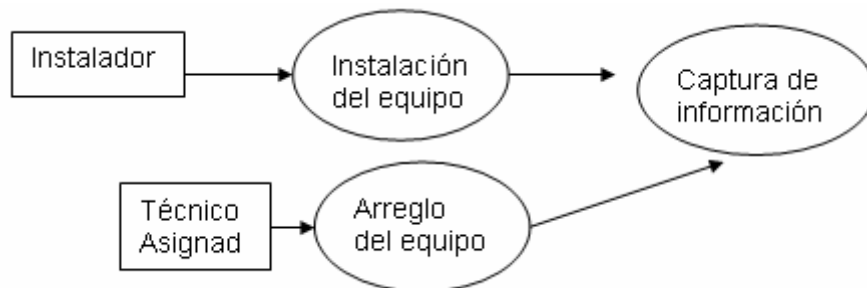 Instalador
Instalación
del equipo
Captura de
información
Técnico
Asignad
Arreglo
del equipo